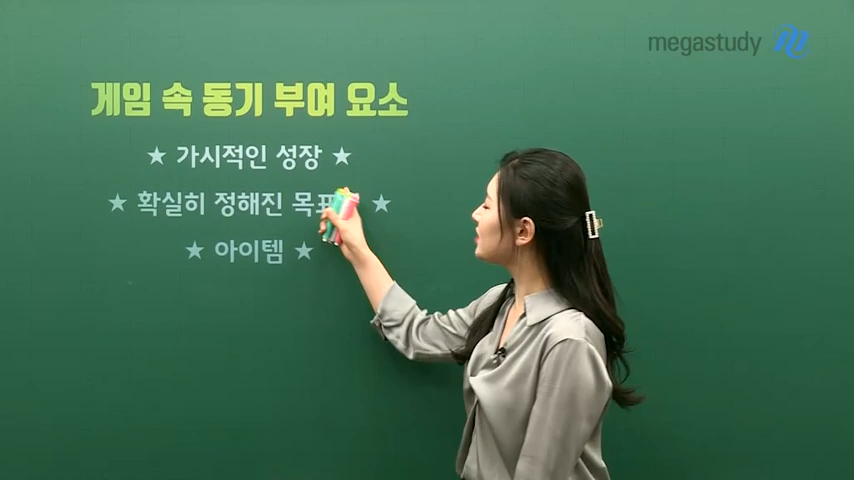 megastudy
게임 속 동기 부여 요소
★ 가시적인 성장 ★
★ 확실히 정해진 ★
★ 아이템 ★